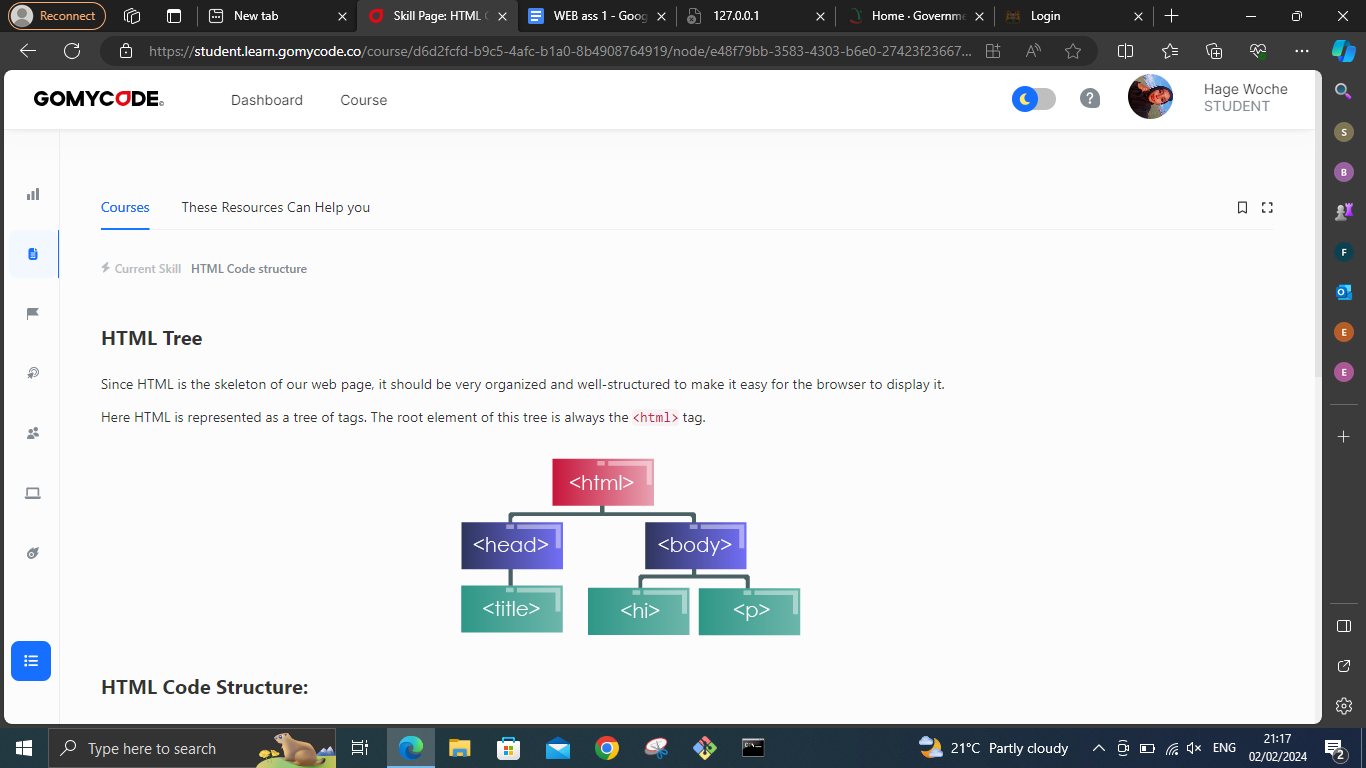 Reconnect
New tab
Skill Page: HTML C
WEB ass 1 - Goog
127.0.0.1
Home · Governme
Login
https://student.learn.gomycode.co/course/d6d2fcfd-b9c5-4afc-b1a0-8b4908764919/node/e48f79bb-3583-4303-b6e0-27423f23667...
GOMYCODE
Dashboard
Course
?
Hage Woche
STUDENT
S
B
F
E
E
Courses
These Resources Can Help you
Current Skill HTML Code structure
HTML Tree
Since HTML is the skeleton of our web page, it should be very organized and well-structured to make it easy for the browser to display it.
Here HTML is represented as a tree of tags. The root element of this tree is always the <html> tag.
<html>
<head>
<body>
<title>
<hi>
<p>
HTML Code Structure:
Type here to search
21°C Partly cloudy
ENG
21:17
02/02/2024
2